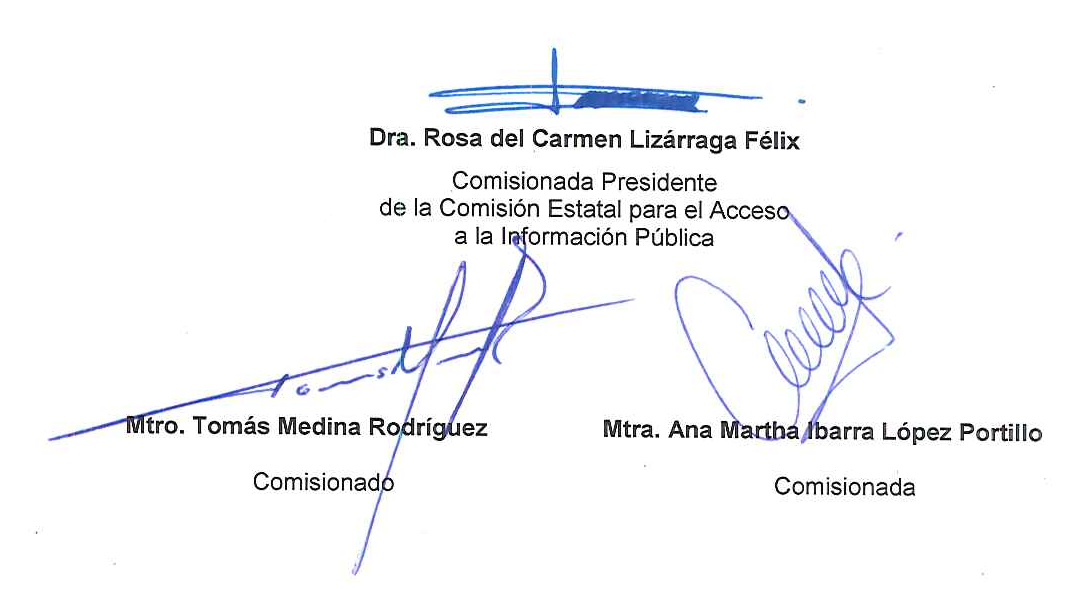 Dra. Rosa del Carmen Lizárraga Félix
Comisionada Presidente
de la Comisión Estatal para el Acceso
a la Información Pública
Mtro. Tomás Medina Rodríguez
Comisionado
Mtra. Ana Martha Ibarra López Portillo
Comisionada